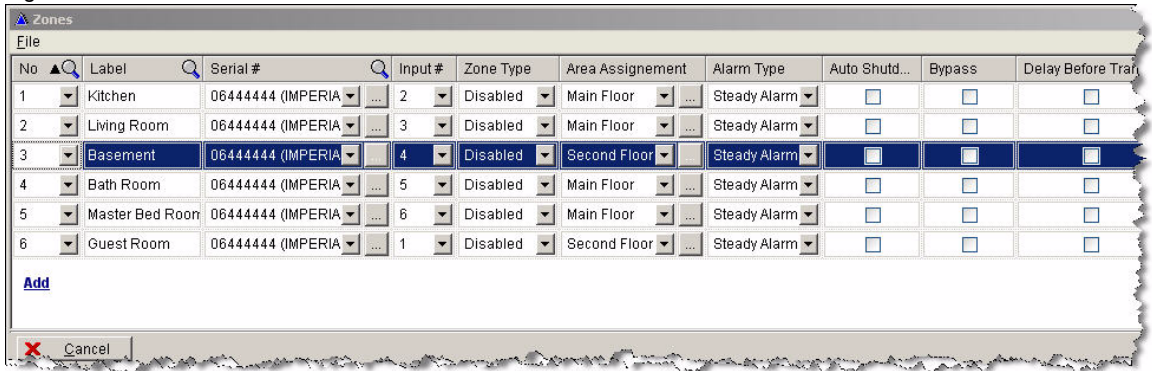 Zones
File
No Label Serial # Input # Zone Type Area Assignement Alarm Type Auto Shutd... Bypass Delay Before Tran
1 Kitchen 06444444 (IMPERIA ... 2 Disabled Main Floor ... Steady Alarm
2 Living Room 06444444 (IMPERIA ... 3 Disabled Main Floor ... Steady Alarm
3 Basement 06444444 (IMPERIA ... 4 Disabled Second Floor ... Steady Alarm
4 Bath Room 06444444 (IMPERIA ... 5 Disabled Main Floor ... Steady Alarm
5 Master Bed Room 06444444 (IMPERIA ... 6 Disabled Main Floor ... Steady Alarm
6 Guest Room 06444444 (IMPERIA ... 1 Disabled Second Floor ... Steady Alarm
Add
Cancel